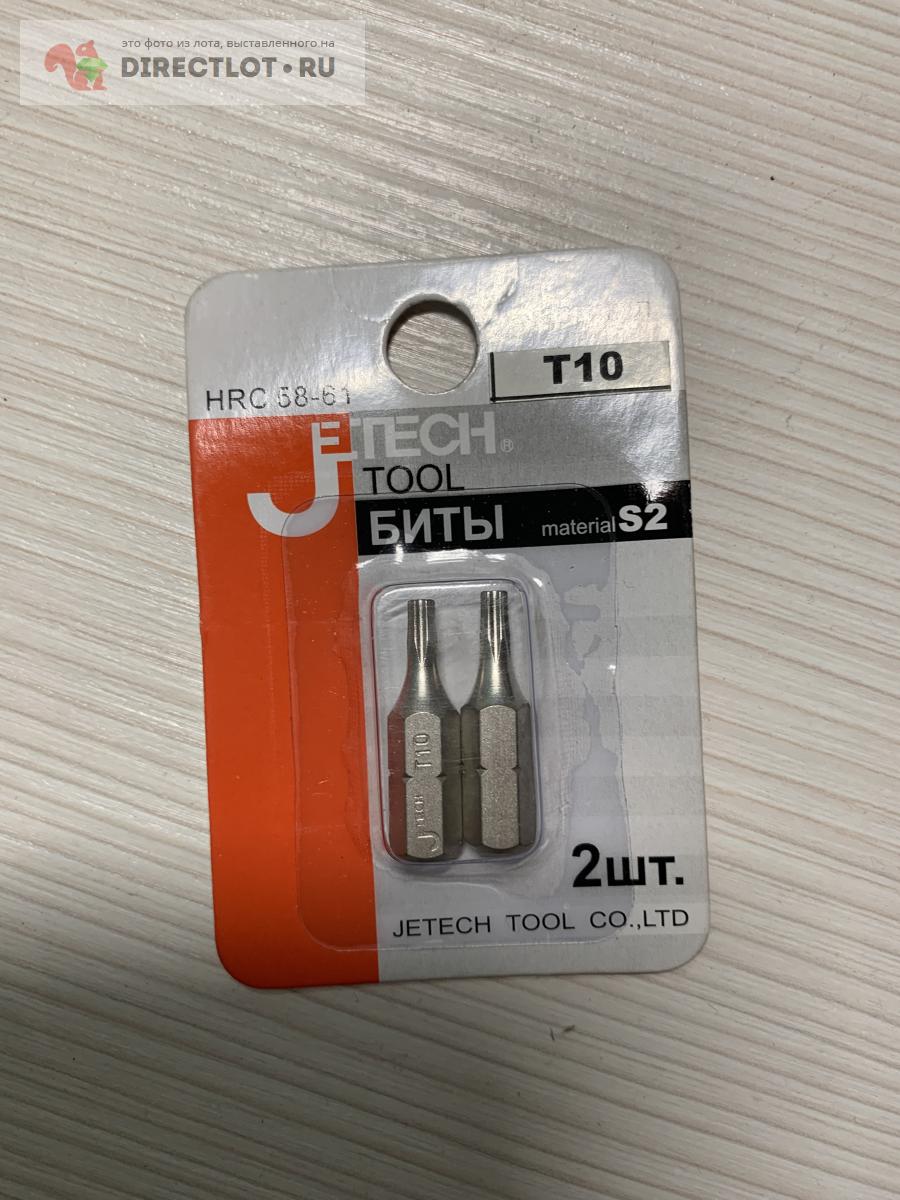 это фото из лота, выставленного на
DIRECTLOT.RU
T10
HRC 58-61
JETECH®
TOOL
БИТЫ material S2
T10
JTECH
2шт.
JETECH TOOL CO.,LTD